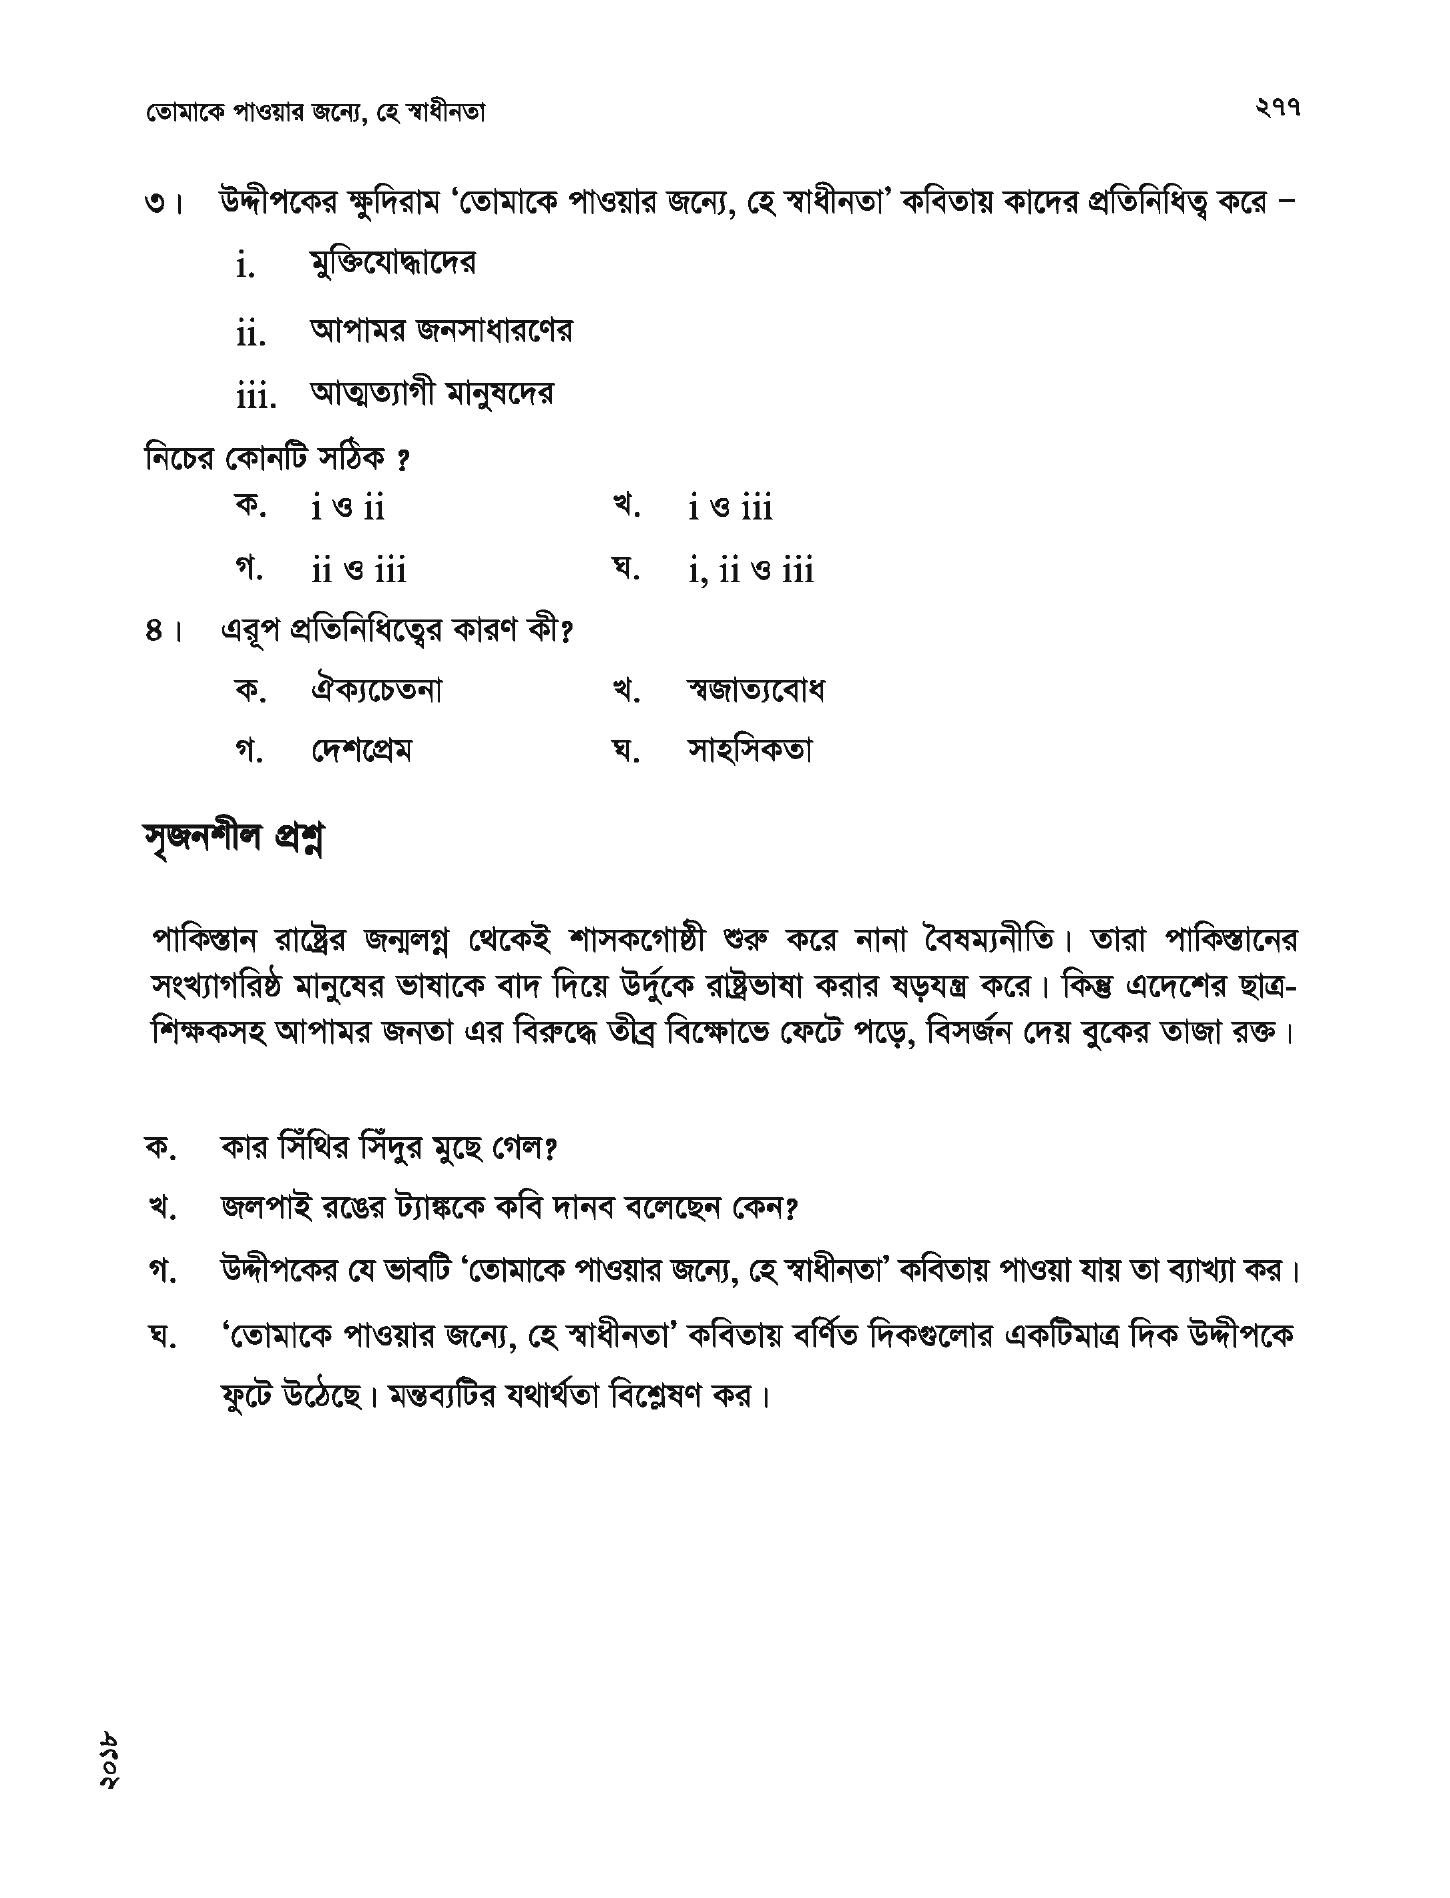 তোমাকে পাওয়ার জন্যে, হে স্বাধীনতা ২৭৭
৩। উদ্দীপকের ক্ষুদিরাম ‘তোমাকে পাওয়ার জন্যে, হে স্বাধীনতা’ কবিতায় কাদের প্রতিনিধিত্ব করে –
i. মুক্তিযোদ্ধাদের
ii. আপামর জনসাধারণের
iii. আত্মত্যাগী মানুষদের
নিচের কোনটি সঠিক ?
ক. i ও ii খ. i ও iii
গ. ii ও iii ঘ. i, ii ও iii
৪। এরূপ প্রতিনিধিত্বের কারণ কী?
ক. ঐক্যচেতনা খ. স্বজাত্যবোধ
গ. দেশপ্রেম ঘ. সাহসিকতা
সৃজনশীল প্রশ্ন
পাকিস্তান রাষ্ট্রের জন্মলগ্ন থেকেই শাসকগোষ্ঠী শুরু করে নানা বৈষম্যনীতি। তারা পাকিস্তানের
সংখ্যাগরিষ্ঠ মানুষের ভাষাকে বাদ দিয়ে উর্দুকে রাষ্ট্রভাষা করার ষড়যন্ত্র করে। কিন্তু এদেশের ছাত্র-
শিক্ষকসহ আপামর জনতা এর বিরুদ্ধে তীব্র বিক্ষোভে ফেটে পড়ে, বিসর্জন দেয় বুকের তাজা রক্ত।
ক. কার সিঁথির সিঁদুর মুছে গেল?
খ. জলপাই রঙের ট্যাঙ্ককে কবি দানব বলেছেন কেন?
গ. উদ্দীপকের যে ভাবটি ‘তোমাকে পাওয়ার জন্যে, হে স্বাধীনতা’ কবিতায় পাওয়া যায় তা ব্যাখ্যা কর।
ঘ. ‘তোমাকে পাওয়ার জন্যে, হে স্বাধীনতা’ কবিতায় বর্ণিত দিকগুলোর একটিমাত্র দিক উদ্দীপকে
ফুটে উঠেছে। মন্তব্যটির যথার্থতা বিশ্লেষণ কর।
২০১৮